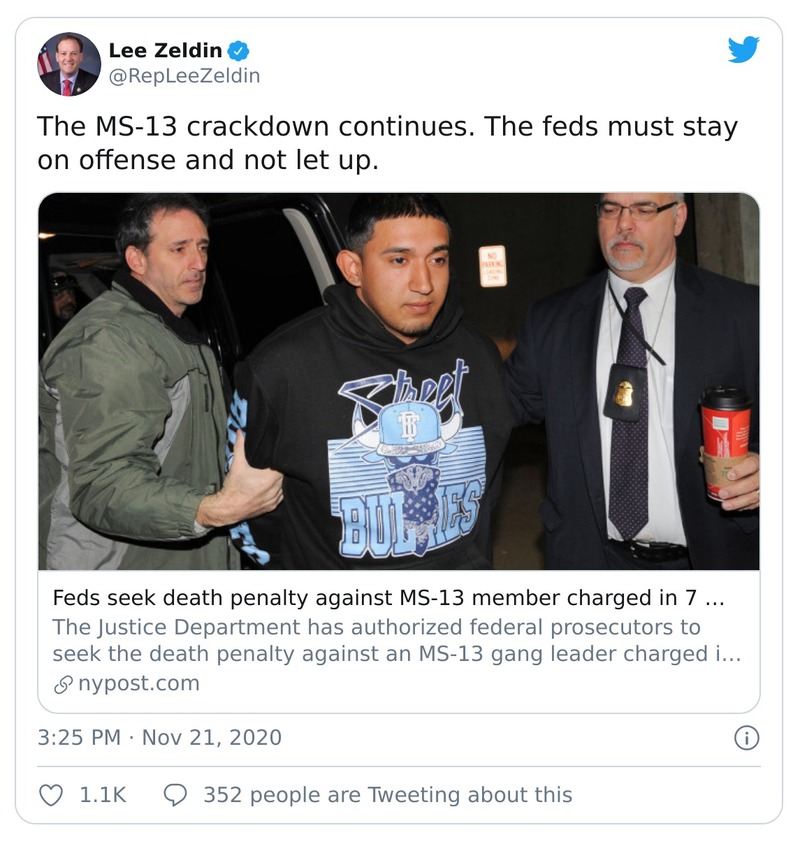 Lee Zeldin
@RepLeeZeldin
The MS-13 crackdown continues. The feds must stay
on offense and not let up.
NO
PARKING
Street
TB
BULLIES
Feds seek death penalty against MS-13 member charged in 7 ...
The Justice Department has authorized federal prosecutors to
seek the death penalty against an MS-13 gang leader charged i...
nypost.com
3:25 PM · Nov 21, 2020
1.1K
352 people are Tweeting about this